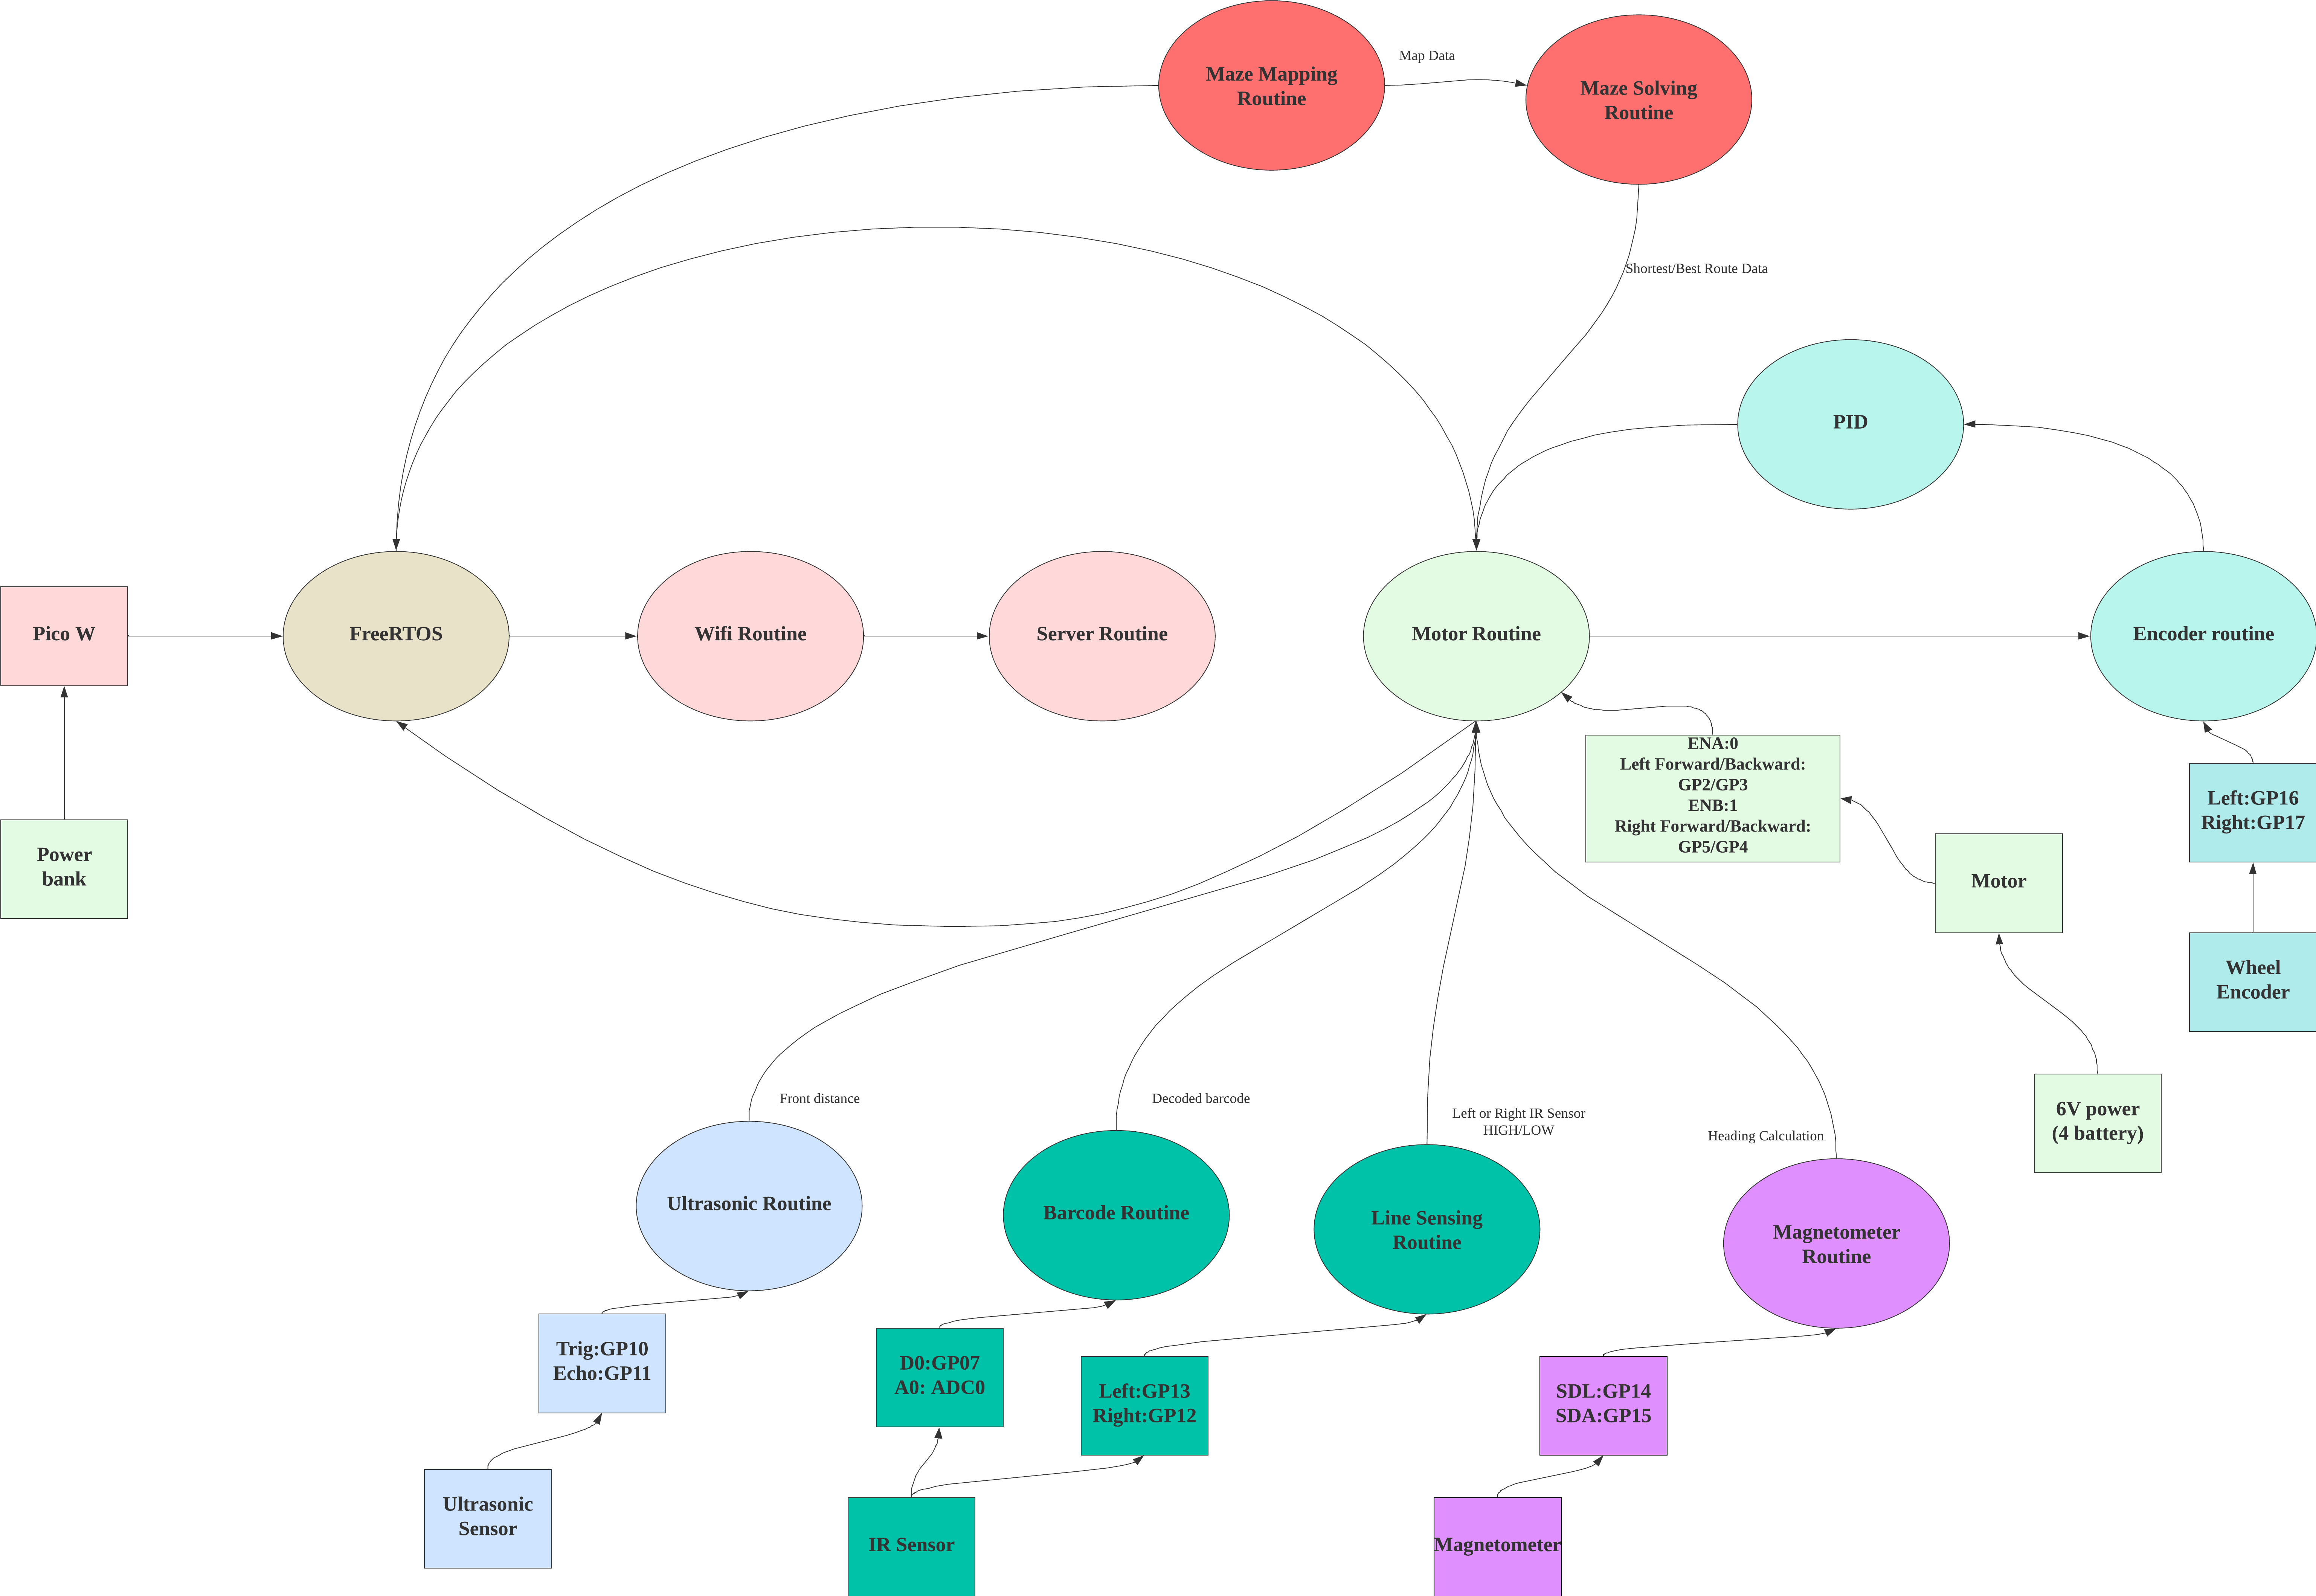 Maze Mapping
Routine
Map Data
Maze Solving
Routine
Shortest/Best Route Data
PID
Pico W
FreeRTOS
Wifi Routine
Server Routine
Motor Routine
Encoder routine
ENA:0
Left Forward/Backward:
GP2/GP3
ENB:1
Right Forward/Backward:
GP5/GP4
Left:GP16
Right:GP17
Power
bank
Motor
Wheel
Encoder
6V power
(4 battery)
Front distance
Decoded barcode
Left or Right IR Sensor
HIGH/LOW
Heading Calculation
Ultrasonic Routine
Barcode Routine
Line Sensing
Routine
Magnetometer
Routine
Trig:GP10
Echo:GP11
D0:GP07
A0: ADC0
Left:GP13
Right:GP12
SDL:GP14
SDA:GP15
Ultrasonic
Sensor
IR Sensor
Magnetometer